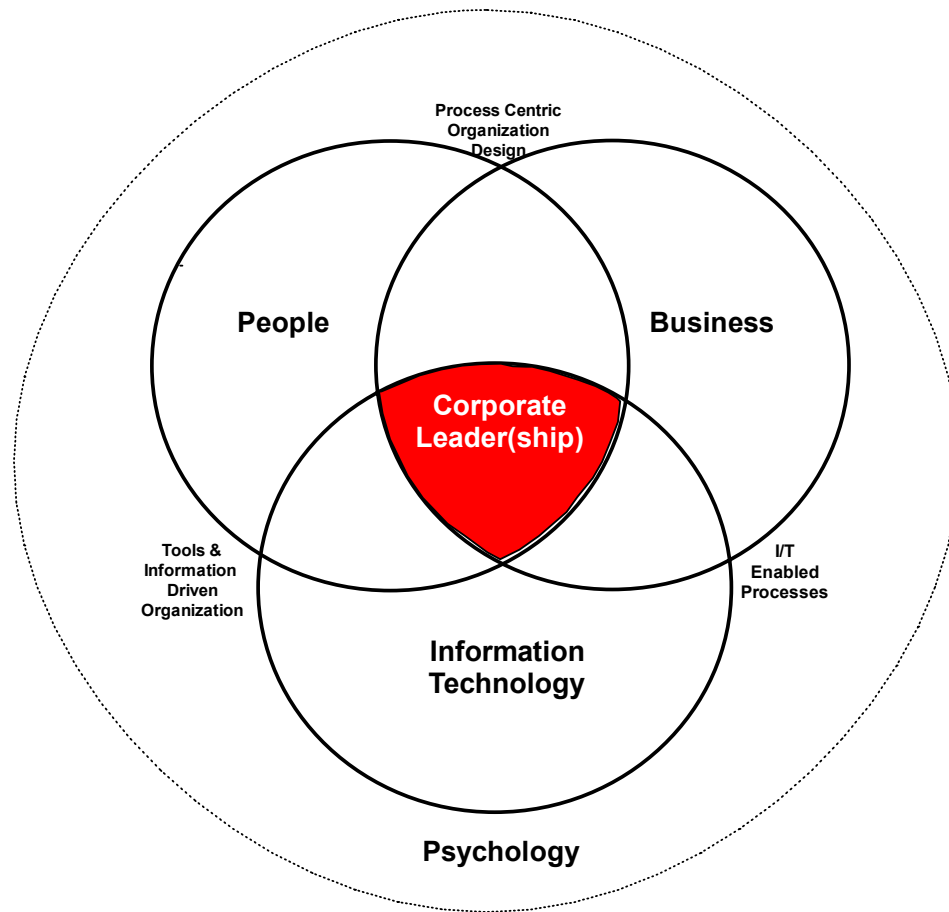 Process Centric
Organization
Design
People
Business
Corporate
Leader(ship)
Tools &
Information
Driven
Organization
I/T
Enabled
Processes
Information
Technology
Psychology